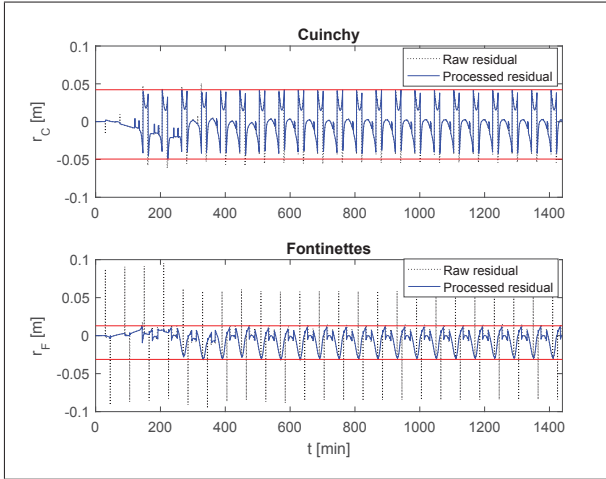 Cuinchy
0.1
0.05
0
-0.05
-0.1
r_C [m]
Raw residual
Processed residual
0 200 400 600 800 1000 1200 1400
Fontinettes
0.1
0.05
0
-0.05
-0.1
r_F [m]
Raw residual
Processed residual
0 200 400 600 800 1000 1200 1400
t [min]